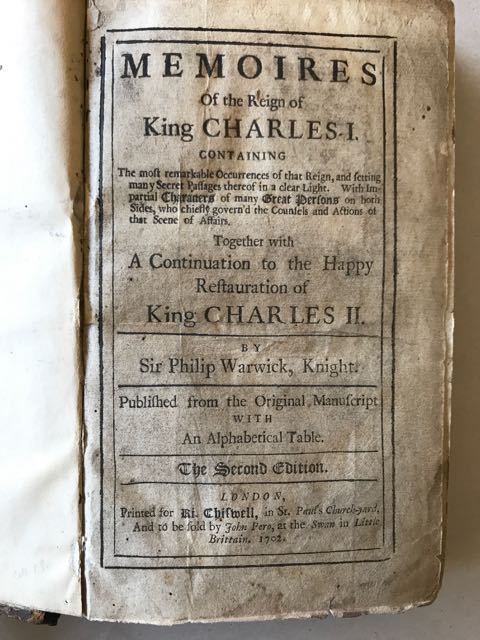 MEMOIRES
Of the Reign of
King CHARLES I.
CONTAINING
The moſt remarkable Occurrences of that Reign, and ſetting
many Secret Paſſages thereof in a clear Light. With Im-
partial Characters of many Great Perſons on both
Sides, who chiefly govern'd the Counſels and Actions of
that Scene of Affairs.
Together with
A Continuation to the Happy
Reſtauration of
King CHARLES II.
BY
Sir Philip Warwick, Knight.
Publiſhed from the Original Manuſcript
WITH
An Alphabetical Table.
The Second Edition.
LONDON,
Printed for Ri. Chiſwell, in St. Paul's Church-yard,
And to be ſold by John Pero, at the Swan in Little
Brittain. 1702.